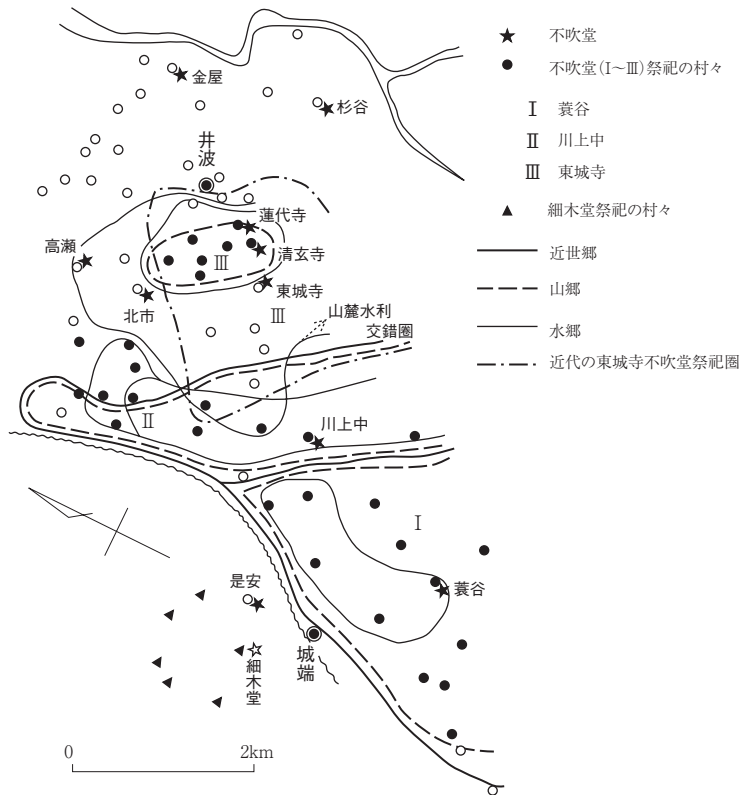 金屋
杉谷
井波
蓮代寺
清玄寺
高瀬
Ⅲ
東城寺
北市
Ⅲ
山麓水利
交錯圏
Ⅱ
川上中
Ⅰ
是安
蓑谷
城端
細木堂
0 2km
不吹堂
不吹堂(Ⅰ～Ⅲ)祭祀の村々
Ⅰ 蓑谷
Ⅱ 川上中
Ⅲ 東城寺
細木堂祭祀の村々
近世郷
山郷
水郷
近代の東城寺不吹堂祭祀圏